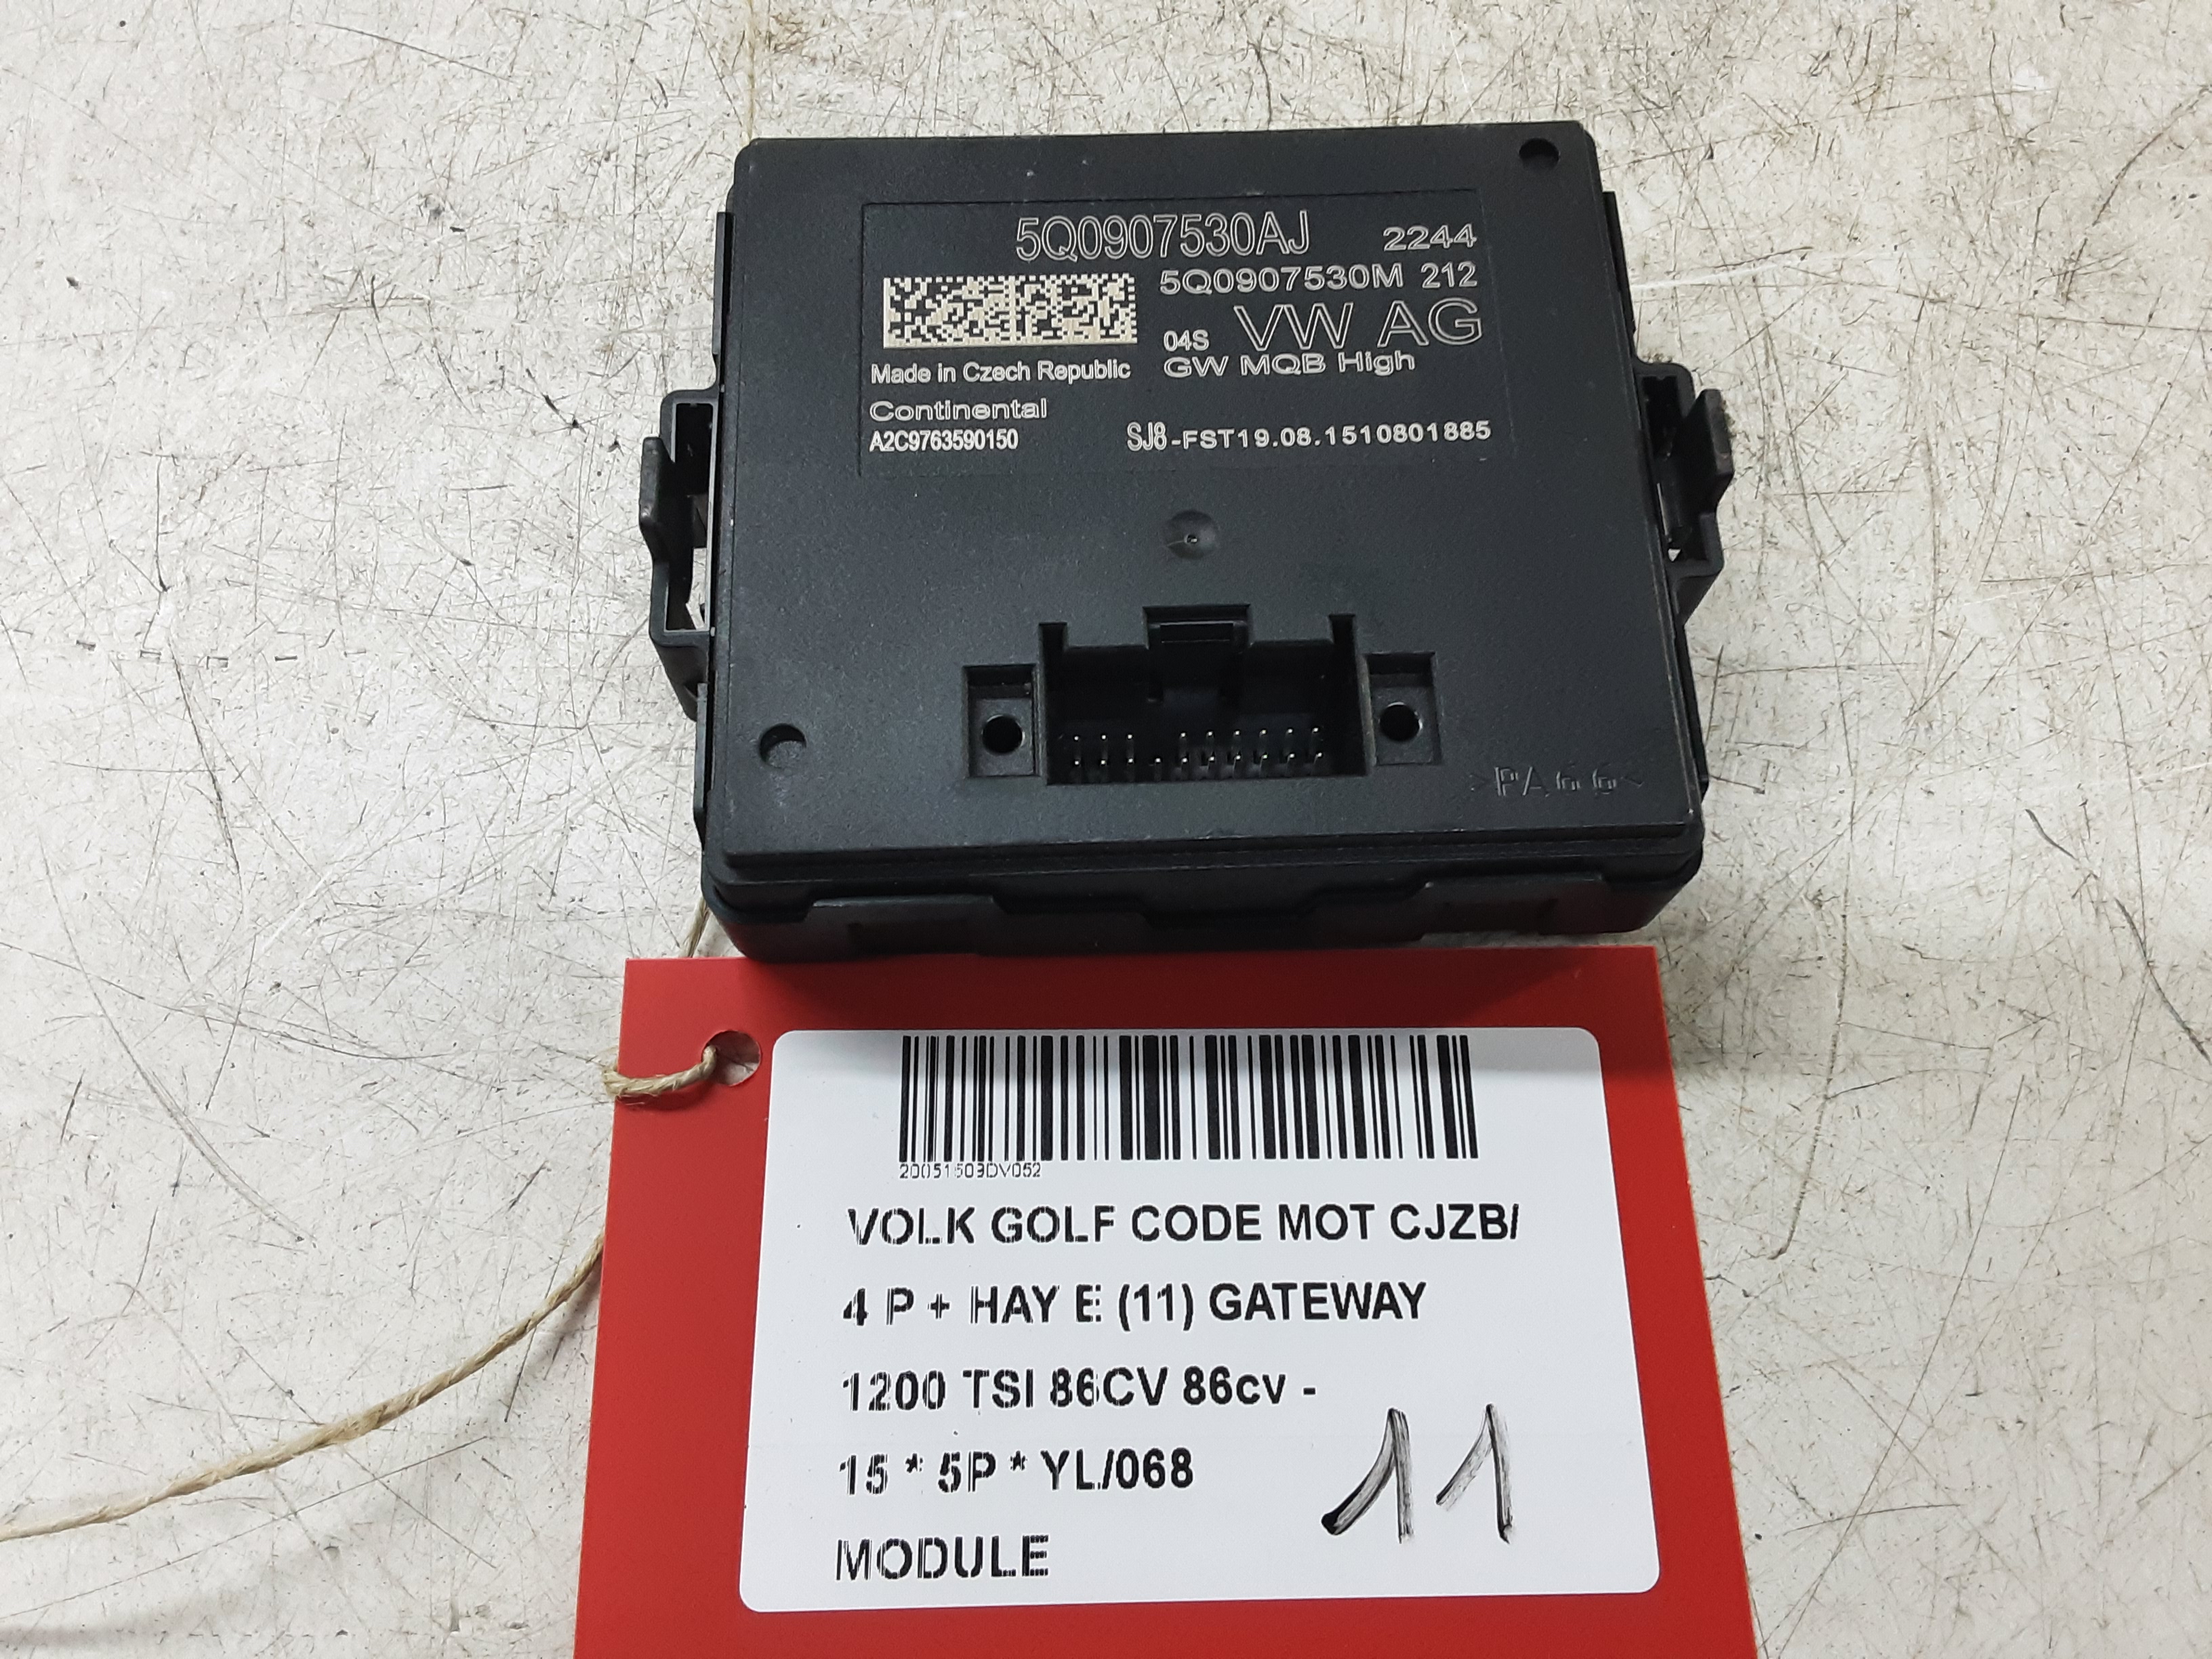 5Q0907530AJ 2244
5Q0907530M 212
04S VW AG
GW MQB High
Made in Czech Republic
Continental
A2C9763590150 SJ8-FST19.08.1510801885
>PA66<
20051503DV052
VOLK GOLF CODE MOT CJZB/
4 P + HAY E (11) GATEWAY
1200 TSI 86CV 86cv -
15 * 5P * YL/068
MODULE
11